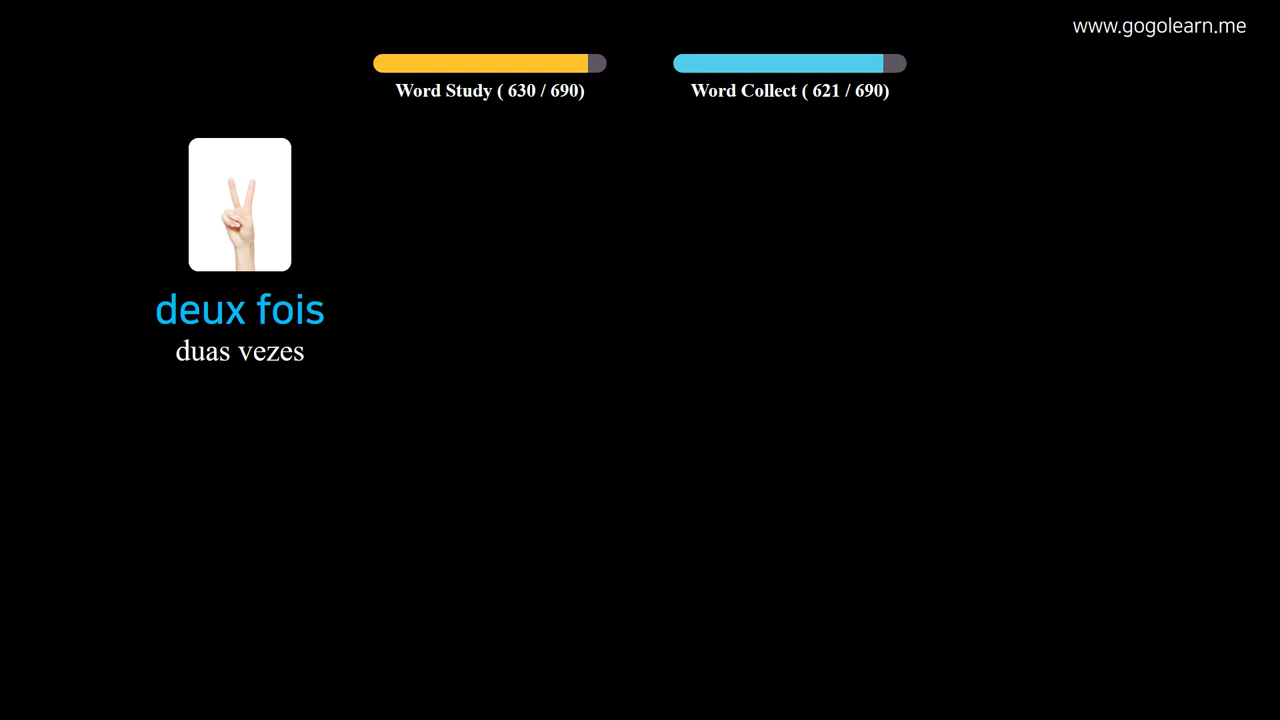 www.gogolearn.me
Word Study ( 630 / 690)
Word Collect ( 621 / 690)
deux fois
duas vezes